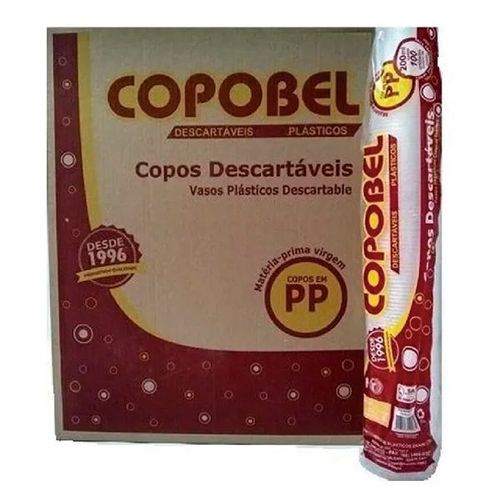 COPOBEL
DESCARTÁVEIS PLÁSTICOS
Copos Descartáveis
Vasos Plásticos Descartable
DESDE
1996
Matéria-prima virgem
COPOS EM
PP
200ml
100
PP
COPOBEL
DESCARTÁVEIS PLÁSTICOS
Copos Descartáveis
DESDE
1996